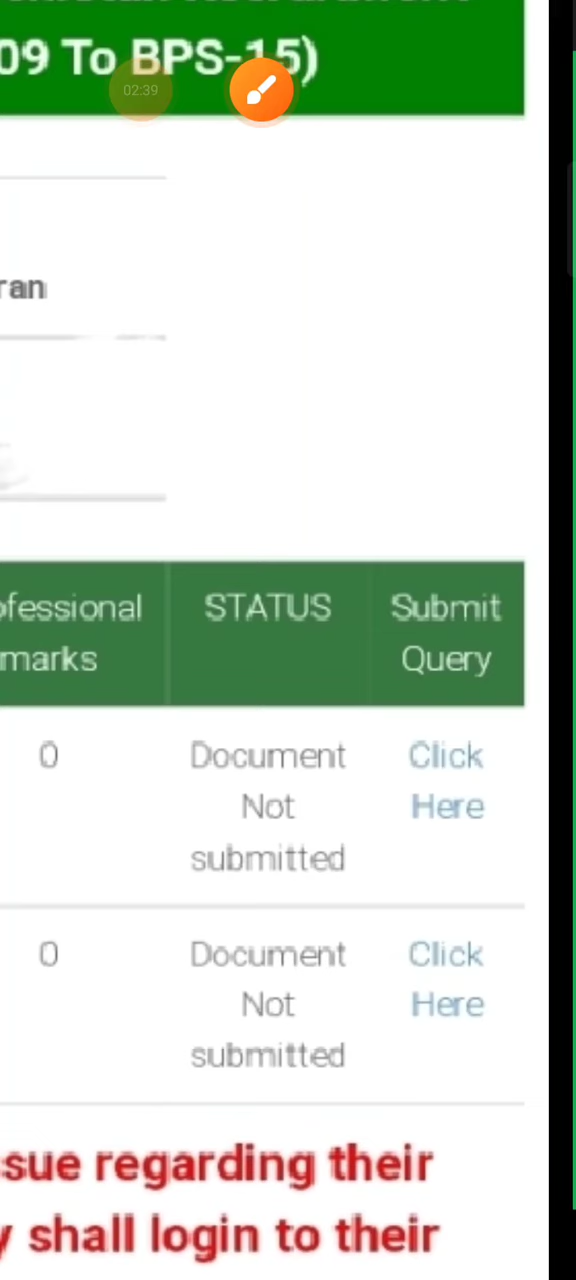 09 To BPS-15)
02:39
ran
ofessional STATUS Submit
marks Query
0 Document Click
Not Here
submitted
0 Document Click
Not Here
submitted
ssue regarding their
y shall login to their